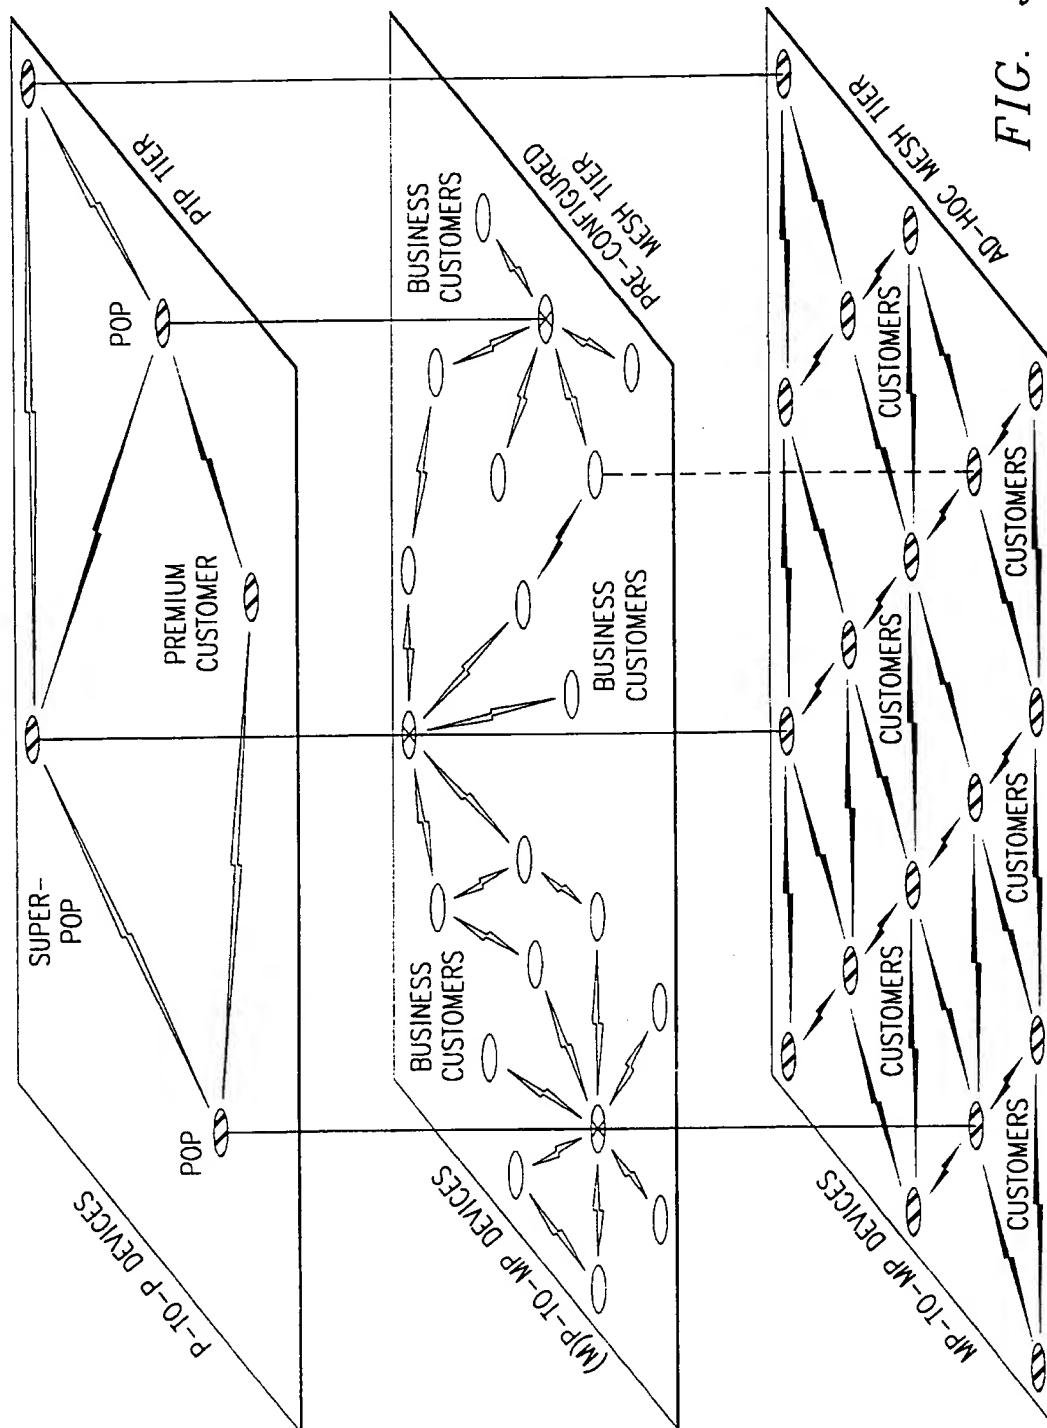 P-TO-P DEVICES
PTP TIER
SUPER-
POP
POP
POP
PREMIUM
CUSTOMER
(M)P-TO-MP DEVICES
PRE-CONFIGURED
MESH TIER
BUSINESS
CUSTOMERS
BUSINESS
CUSTOMERS
BUSINESS
CUSTOMERS
MP-TO-MP DEVICES
AD-HOC MESH TIER
CUSTOMERS
CUSTOMERS
CUSTOMERS
CUSTOMERS
CUSTOMERS
CUSTOMERS
FIG.